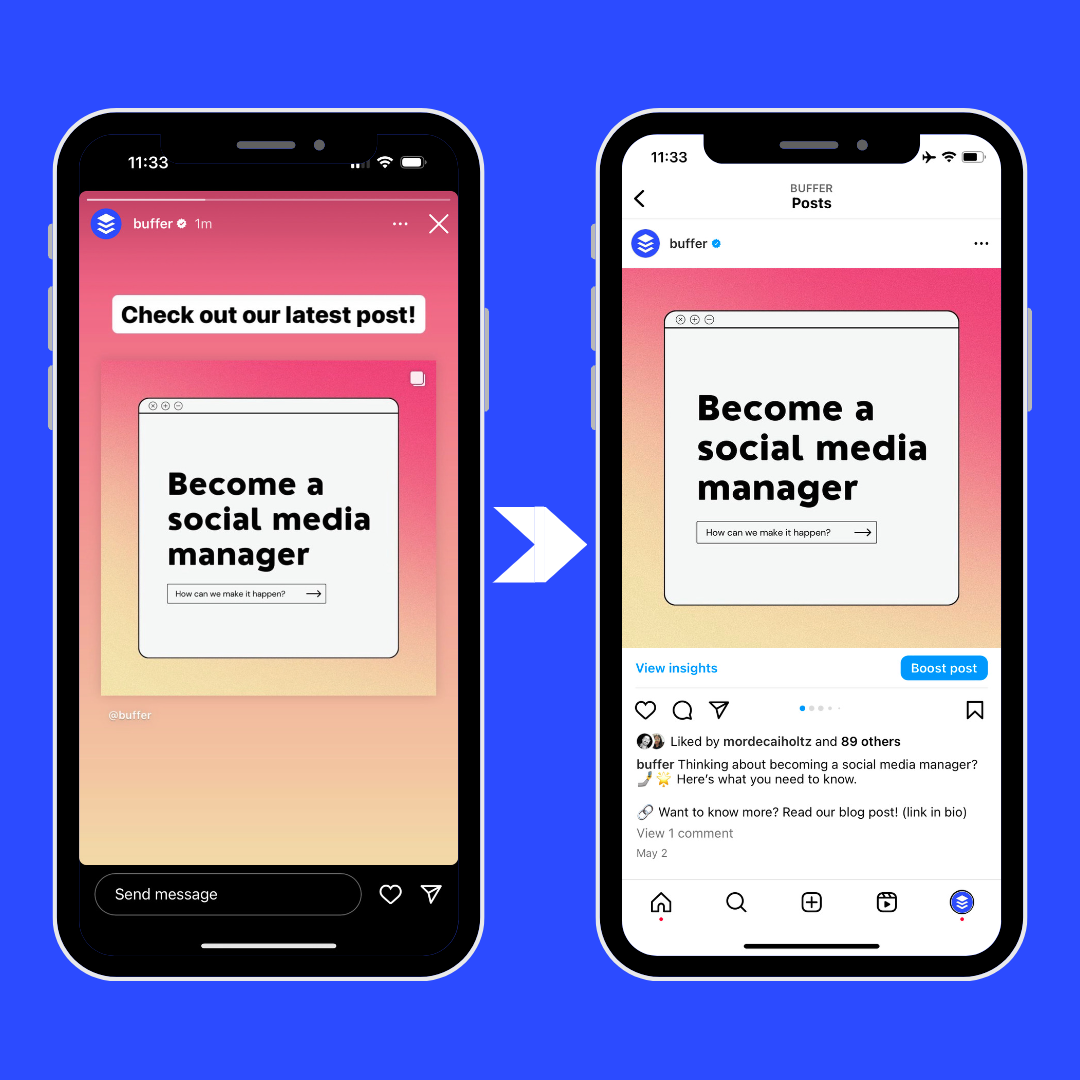 11:33
buffer 1m
Check out our latest post!
Become a
social media
manager
How can we make it happen?
@buffer
Send message
11:33
BUFFER
Posts
buffer
Become a
social media
manager
How can we make it happen?
View insights
Boost post
Liked by mordecaiholtz and 89 others
buffer Thinking about becoming a social media manager?
🤳🌟 Here's what you need to know.
🔗 Want to know more? Read our blog post! (link in bio)
View 1 comment
May 2